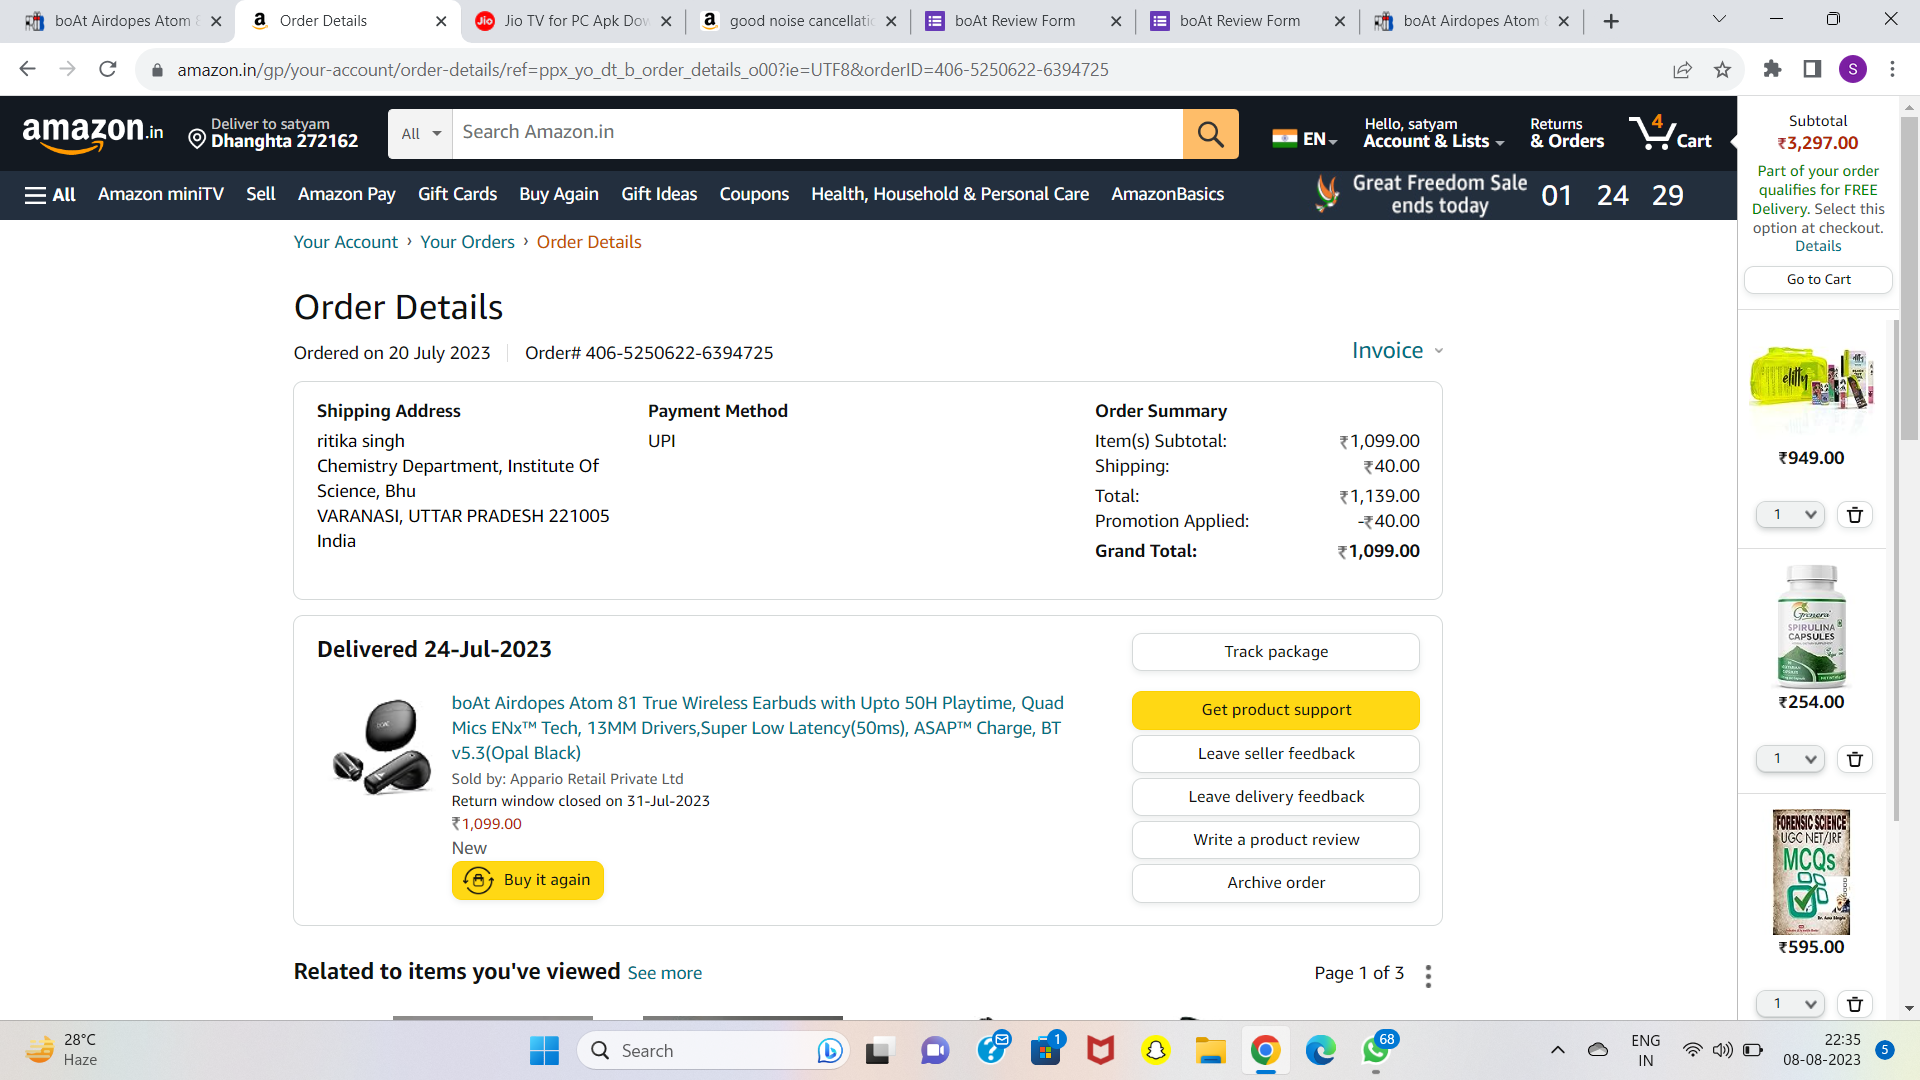 boAt Airdopes Atom 8
Order Details
Jio TV for PC Apk Dow
good noise cancellatio
boAt Review Form
boAt Review Form
boAt Airdopes Atom 8
amazon.in/gp/your-account/order-details/ref=ppx_yo_dt_b_order_details_o00?ie=UTF8&orderID=406-5250622-6394725
S
amazon.in
Deliver to satyam
Dhanghta 272162
All
Search Amazon.in
EN
Hello, satyam
Account & Lists
Returns
& Orders
4
Cart
All
Amazon miniTV
Sell
Amazon Pay
Gift Cards
Buy Again
Gift Ideas
Coupons
Health, Household & Personal Care
AmazonBasics
Great Freedom Sale
ends today
01 24 29
Subtotal
₹3,297.00
Part of your order
qualifies for FREE
Delivery. Select this
option at checkout.
Details
Go to Cart
Your Account › Your Orders › Order Details
Order Details
Ordered on 20 July 2023
Order# 406-5250622-6394725
Invoice
Shipping Address
ritika singh
Chemistry Department, Institute Of
Science, Bhu
VARANASI, UTTAR PRADESH 221005
India
Payment Method
UPI
Order Summary
Item(s) Subtotal: ₹1,099.00
Shipping: ₹40.00
Total: ₹1,139.00
Promotion Applied: -₹40.00
Grand Total: ₹1,099.00
Delivered 24-Jul-2023
boAt Airdopes Atom 81 True Wireless Earbuds with Upto 50H Playtime, Quad
Mics ENx™ Tech, 13MM Drivers,Super Low Latency(50ms), ASAP™ Charge, BT
v5.3(Opal Black)
Sold by: Appario Retail Private Ltd
Return window closed on 31-Jul-2023
₹1,099.00
New
Buy it again
Track package
Get product support
Leave seller feedback
Leave delivery feedback
Write a product review
Archive order
Related to items you've viewed See more
Page 1 of 3
elitty
₹949.00
1
Grenera
SPIRULINA
CAPSULES
₹254.00
1
FORENSIC SCIENCE
UGC NET/JRF
MCQs
₹595.00
1
28°C
Haze
Search
1
68
ENG
IN
22:35
08-08-2023
5